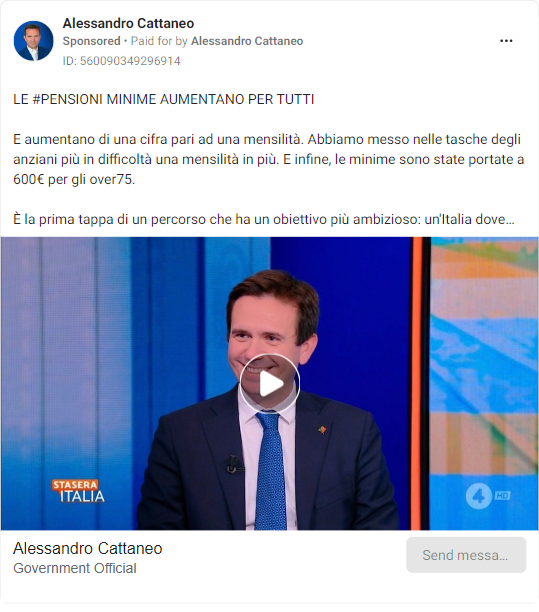 Alessandro Cattaneo
Sponsored • Paid for by Alessandro Cattaneo
ID: 560090349296914
LE #PENSIONI MINIME AUMENTANO PER TUTTI
E aumentano di una cifra pari ad una mensilità. Abbiamo messo nelle tasche degli
anziani più in difficoltà una mensilità in più. E infine, le minime sono state portate a
600€ per gli over75.
È la prima tappa di un percorso che ha un obiettivo più ambizioso: un'Italia dove…
STASERA
ITALIA
4 HD
Alessandro Cattaneo
Government Official
Send messa…